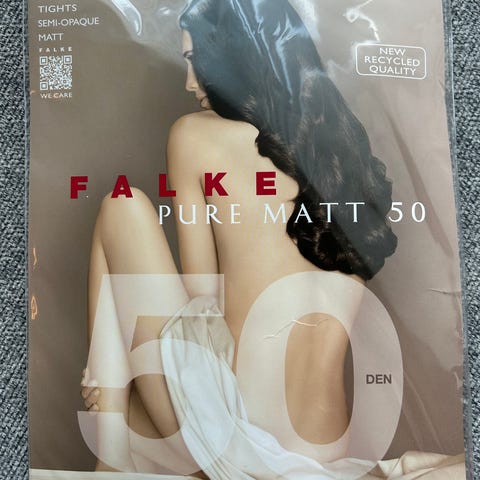 TIGHTS
SEMI-OPAQUE
MATT
FALKE
WE CARE
NEW
RECYCLED
QUALITY
FALKE
PURE MATT 50
50
DEN